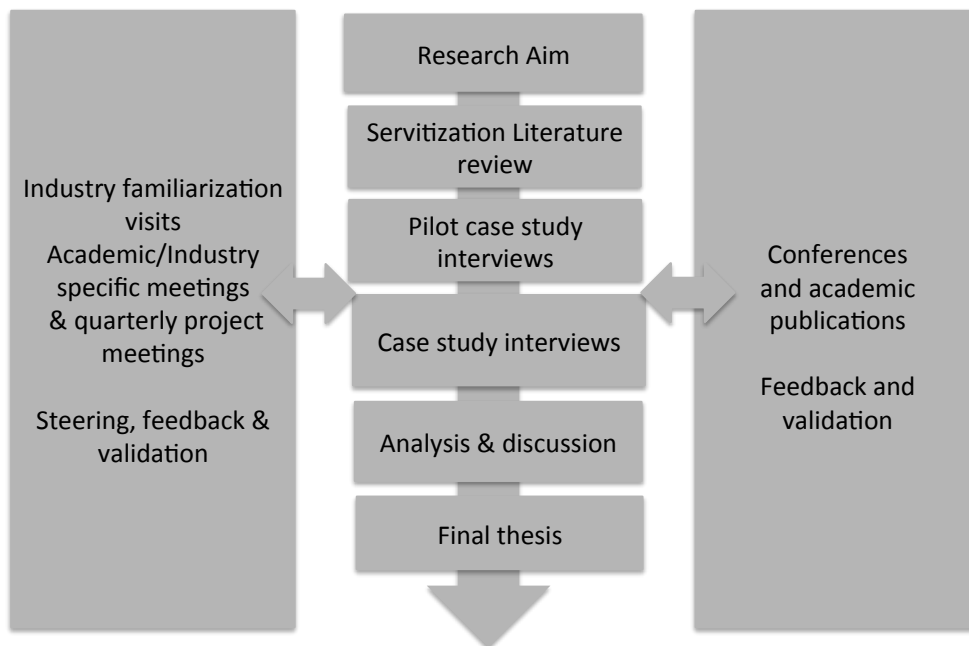 Industry familiarization
visits
Academic/Industry
specific meetings
& quarterly project
meetings
Steering, feedback &
validation
Research Aim
Servitization Literature
review
Pilot case study
interviews
Case study interviews
Analysis & discussion
Final thesis
Conferences
and academic
publications
Feedback and
validation